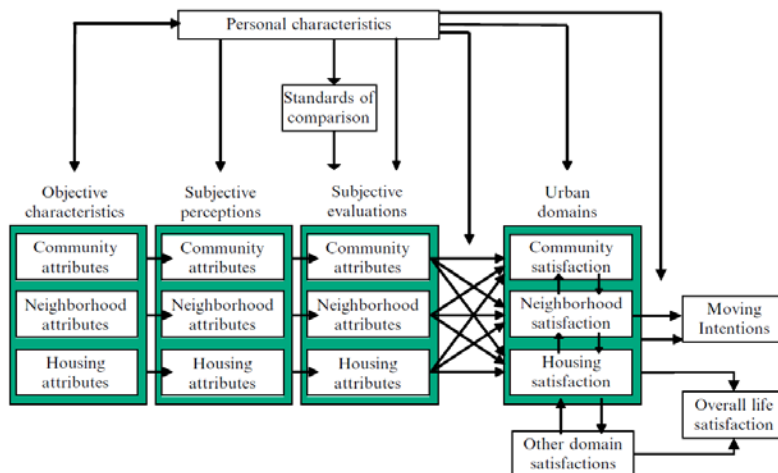 Personal characteristics
Standards of
comparison
Objective
characteristics
Subjective
perceptions
Subjective
evaluations
Urban
domains
Community
attributes
Community
attributes
Community
attributes
Community
satisfaction
Neighborhood
attributes
Neighborhood
attributes
Neighborhood
attributes
Neighborhood
satisfaction
Moving
Intentions
Housing
attributes
Housing
attributes
Housing
attributes
Housing
satisfaction
Overall life
satisfaction
Other domain
satisfactions